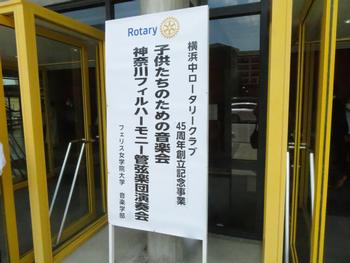 Rotary
横浜中ロータリークラブ
45周年創立記念事業
子供たちのための音楽会
神奈川フィルハーモニー管弦楽団演奏会
フェリス女学院大学 音楽学部